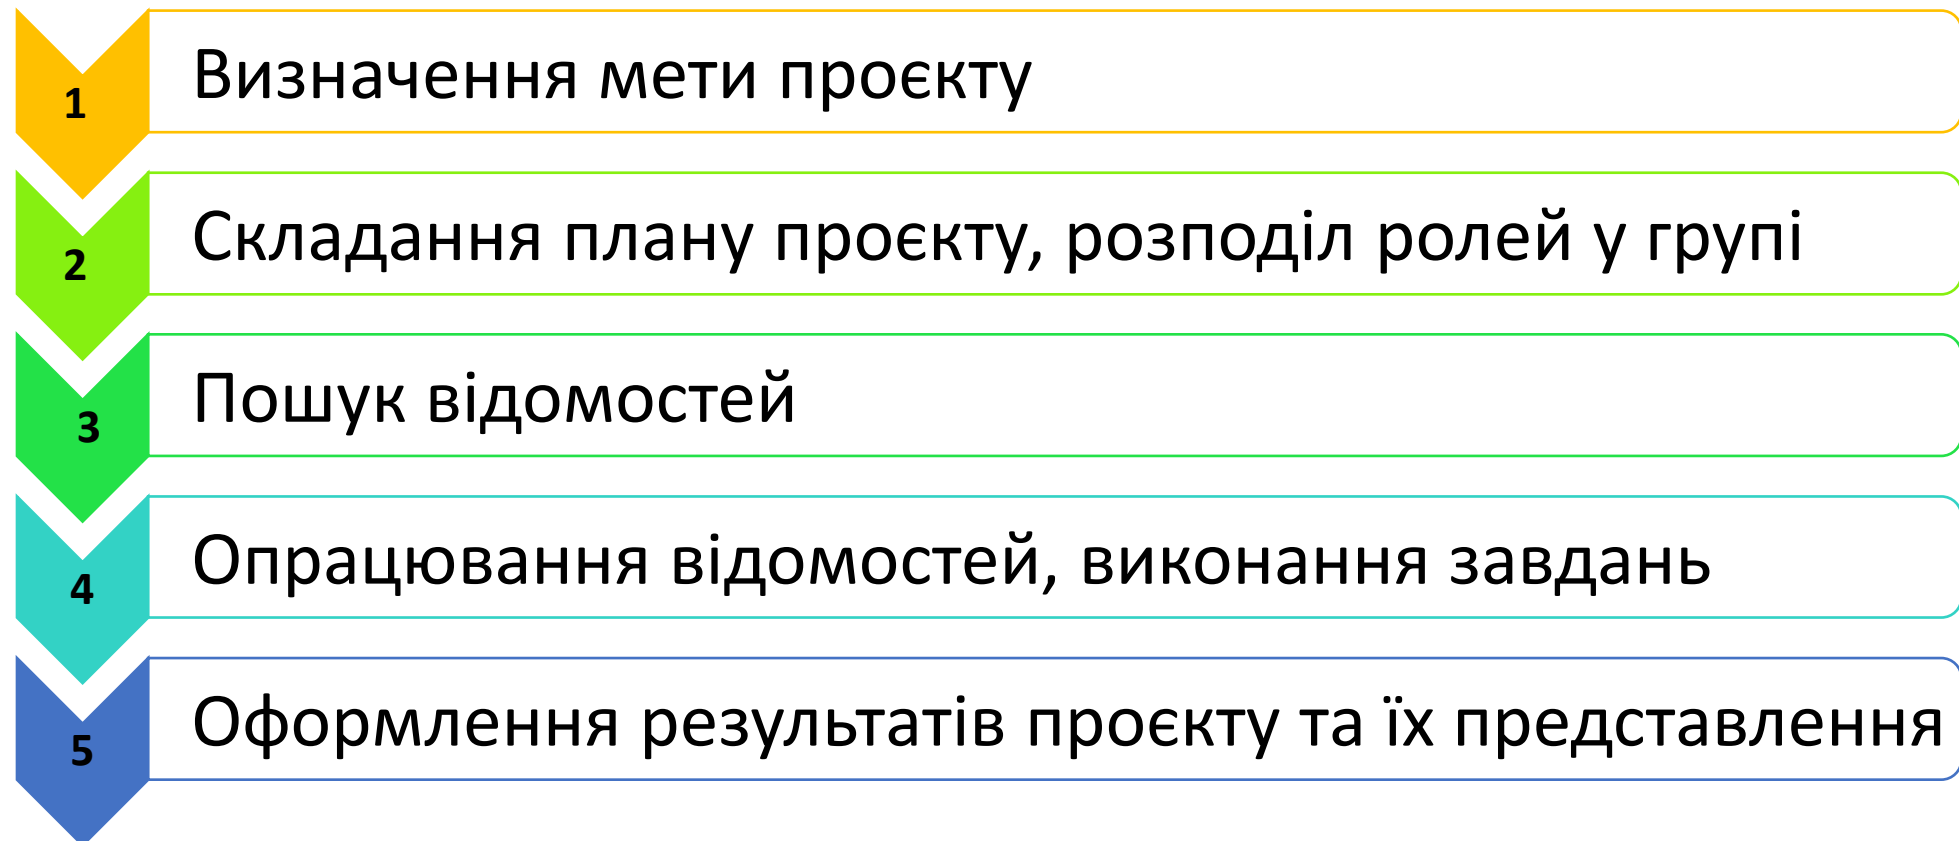 1 Визначення мети проєкту
2 Складання плану проєкту, розподіл ролей у групі
3 Пошук відомостей
4 Опрацювання відомостей, виконання завдань
5 Оформлення результатів проєкту та їх представлення